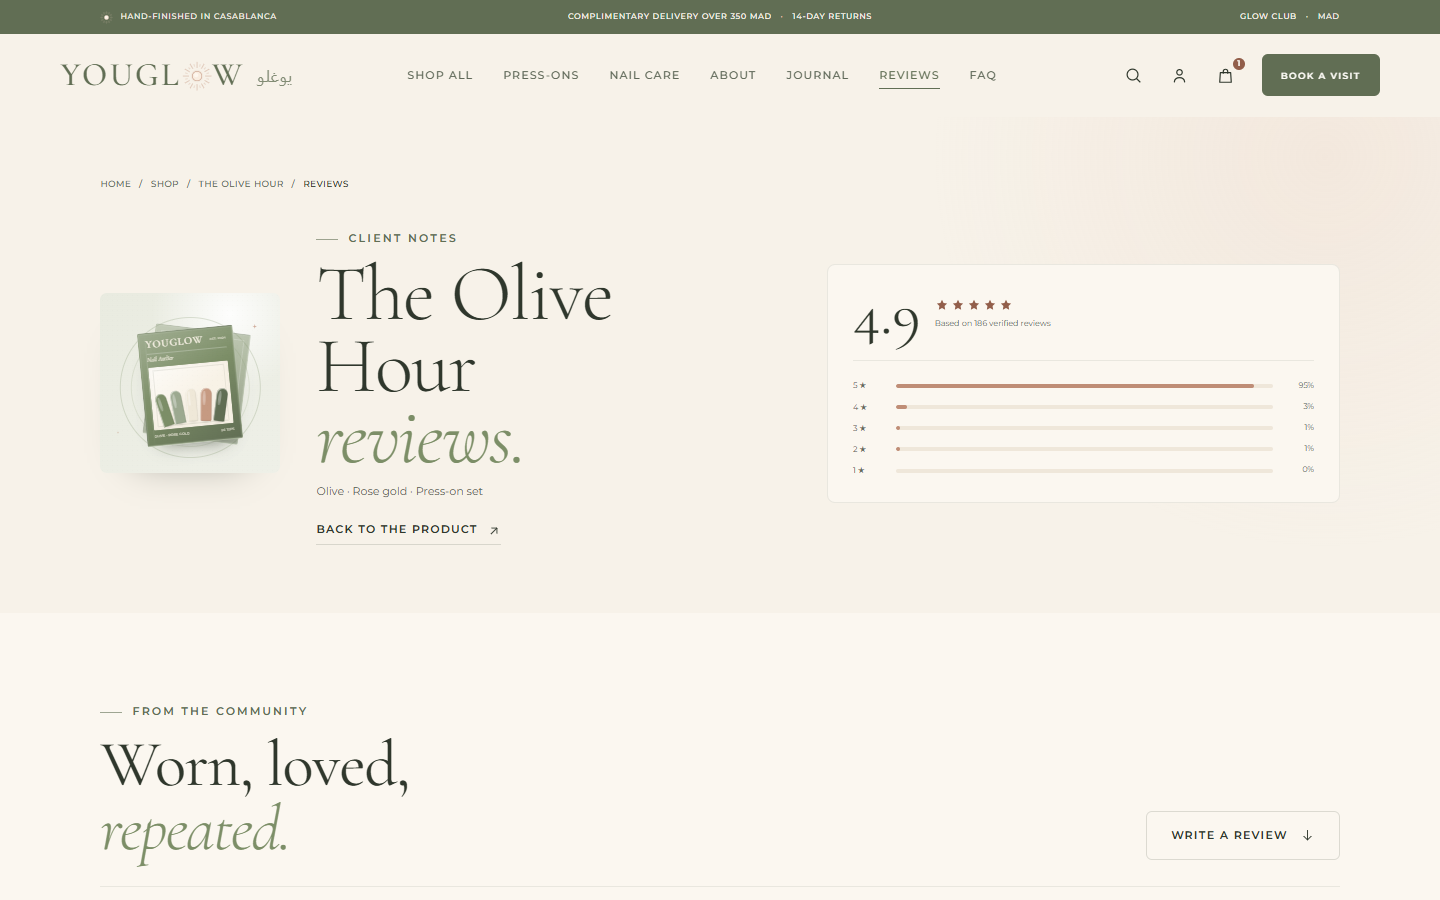 HAND-FINISHED IN CASABLANCA
COMPLIMENTARY DELIVERY OVER 350 MAD · 14-DAY RETURNS
GLOW CLUB · MAD
YOUGLOW يوغلو
SHOP ALL
PRESS-ONS
NAIL CARE
ABOUT
JOURNAL
REVIEWS
FAQ
1
BOOK A VISIT
HOME / SHOP / THE OLIVE HOUR / REVIEWS
YOUGLOW
Nail Atelier
CLIENT NOTES
The Olive
Hour
reviews.
Olive · Rose gold · Press-on set
BACK TO THE PRODUCT
4.9
Based on 186 verified reviews
5 ★ 95%
4 ★ 3%
3 ★ 1%
2 ★ 1%
1 ★ 0%
FROM THE COMMUNITY
Worn, loved,
repeated.
WRITE A REVIEW